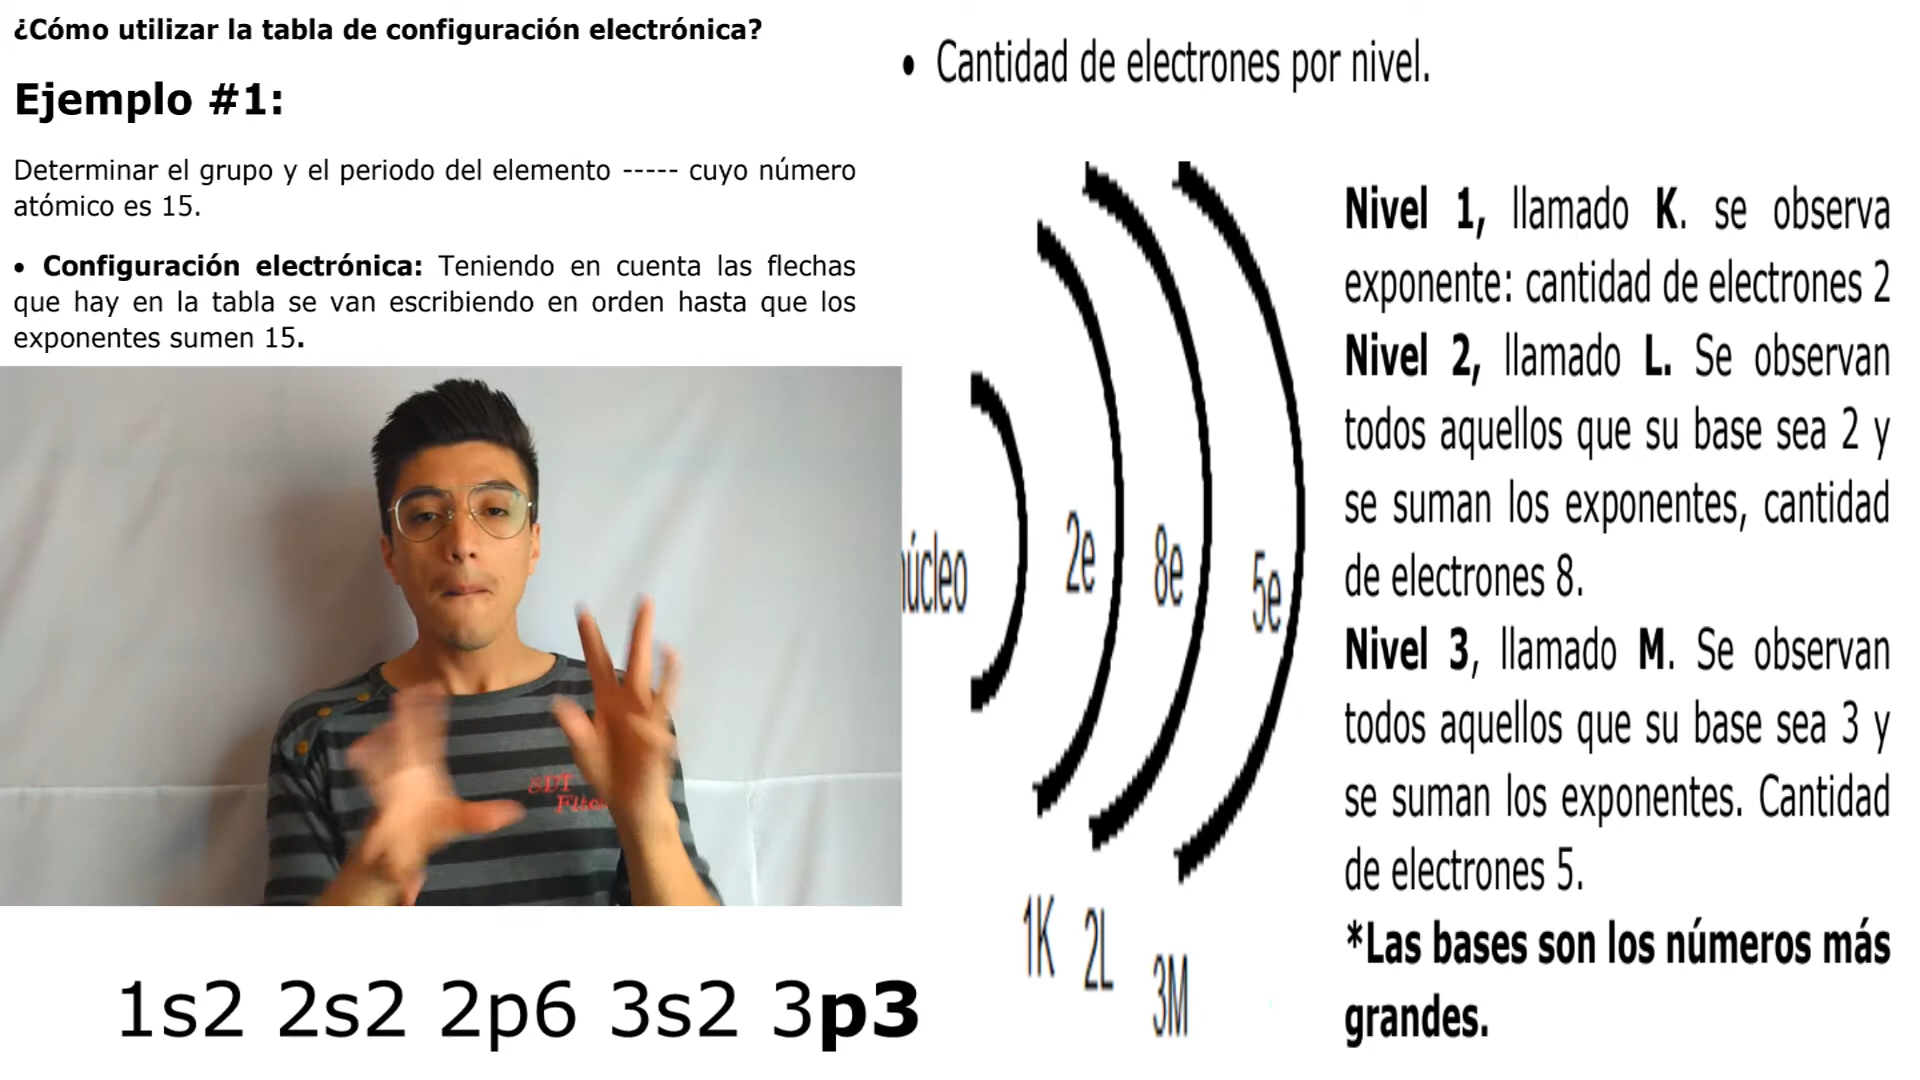 ¿Cómo utilizar la tabla de configuración electrónica?
Ejemplo #1:
Determinar el grupo y el periodo del elemento ----- cuyo número
atómico es 15.
• Configuración electrónica: Teniendo en cuenta las flechas
que hay en la tabla se van escribiendo en orden hasta que los
exponentes sumen 15.
1s2 2s2 2p6 3s2 3p3
• Cantidad de electrones por nivel.
núcleo
2e
8e
5e
1K
2L
3M
Nivel 1, llamado K. se observa
exponente: cantidad de electrones 2
Nivel 2, llamado L. Se observan
todos aquellos que su base sea 2 y
se suman los exponentes, cantidad
de electrones 8.
Nivel 3, llamado M. Se observan
todos aquellos que su base sea 3 y
se suman los exponentes. Cantidad
de electrones 5.
*Las bases son los números más
grandes.